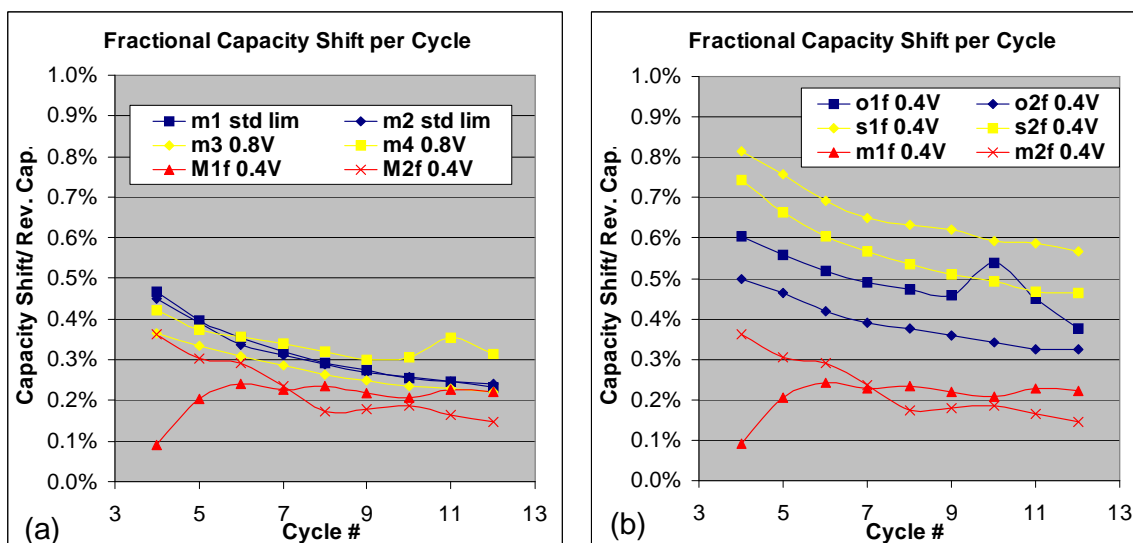 Fractional Capacity Shift per Cycle
Capacity Shift/ Rev. Cap.
1.0%
0.9%
0.8%
0.7%
0.6%
0.5%
0.4%
0.3%
0.2%
0.1%
0.0%
m1 std lim
m2 std lim
m3 0.8V
m4 0.8V
M1f 0.4V
M2f 0.4V
3
5
7
9
11
13
Cycle #
(a)
Fractional Capacity Shift per Cycle
Capacity Shift/ Rev. Cap.
1.0%
0.9%
0.8%
0.7%
0.6%
0.5%
0.4%
0.3%
0.2%
0.1%
0.0%
o1f 0.4V
o2f 0.4V
s1f 0.4V
s2f 0.4V
m1f 0.4V
m2f 0.4V
3
5
7
9
11
13
Cycle #
(b)